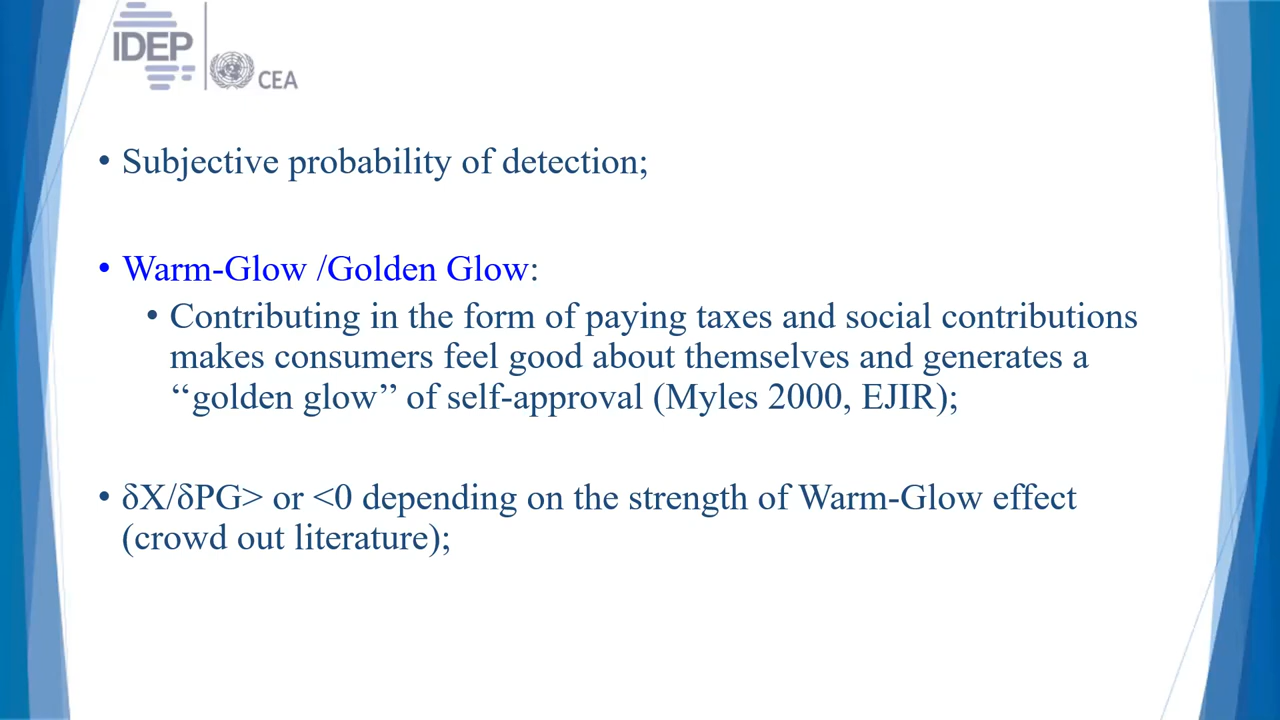 IDEP
CEA
• Subjective probability of detection;
• Warm-Glow /Golden Glow:
• Contributing in the form of paying taxes and social contributions
makes consumers feel good about themselves and generates a
‘‘golden glow’’ of self-approval (Myles 2000, EJIR);
• δX/δPG> or <0 depending on the strength of Warm-Glow effect
(crowd out literature);